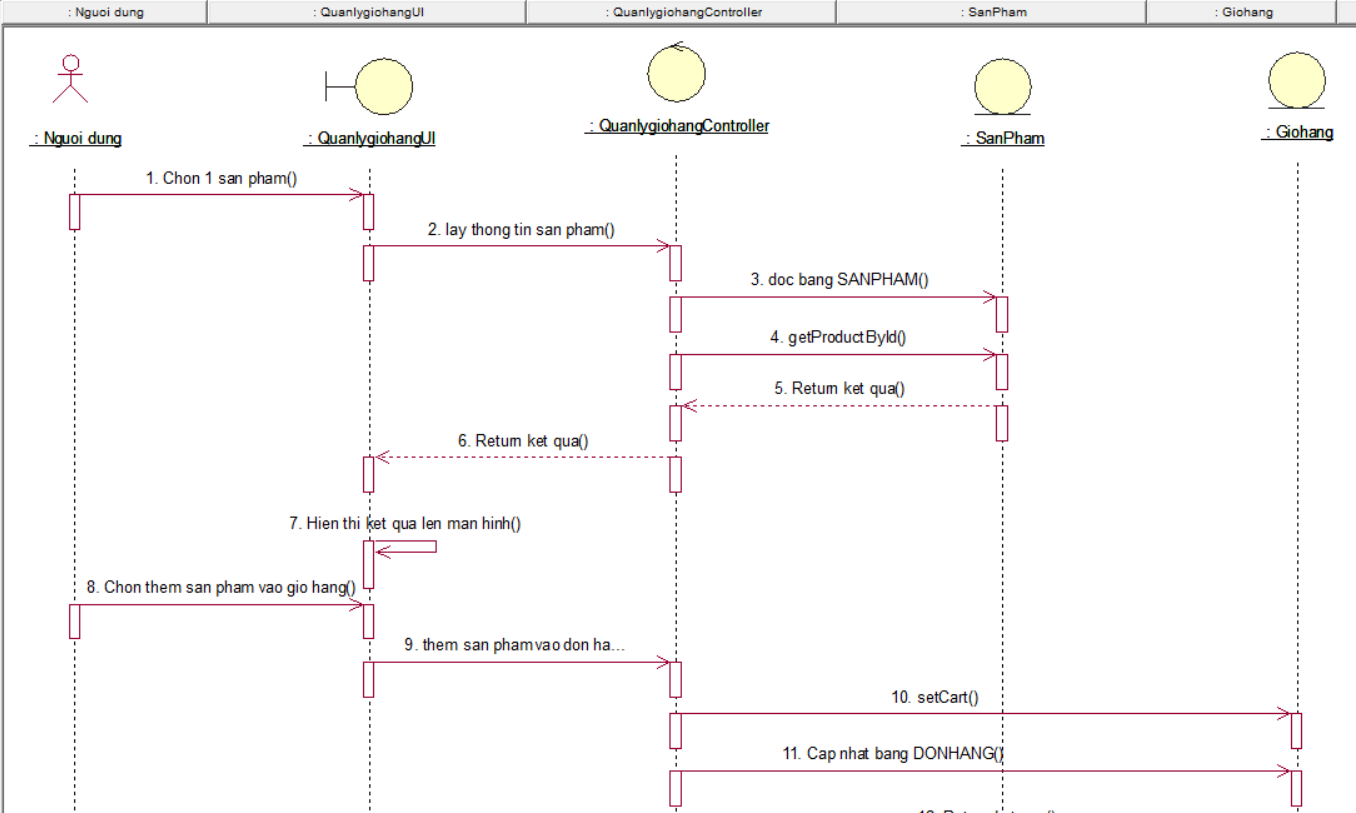 : Nguoi dung
: QuanlygiohangUI
: QuanlygiohangController
: SanPham
: Giohang
: Nguoi dung
: QuanlygiohangUI
: QuanlygiohangController
: SanPham
: Giohang
1. Chon 1 san pham()
2. lay thong tin san pham()
3. doc bang SANPHAM()
4. getProductById()
5. Return ket qua()
6. Return ket qua()
7. Hien thi ket qua len man hinh()
8. Chon them san pham vao gio hang()
9. them san pham vao don ha...
10. setCart()
11. Cap nhat bang DONHANG()